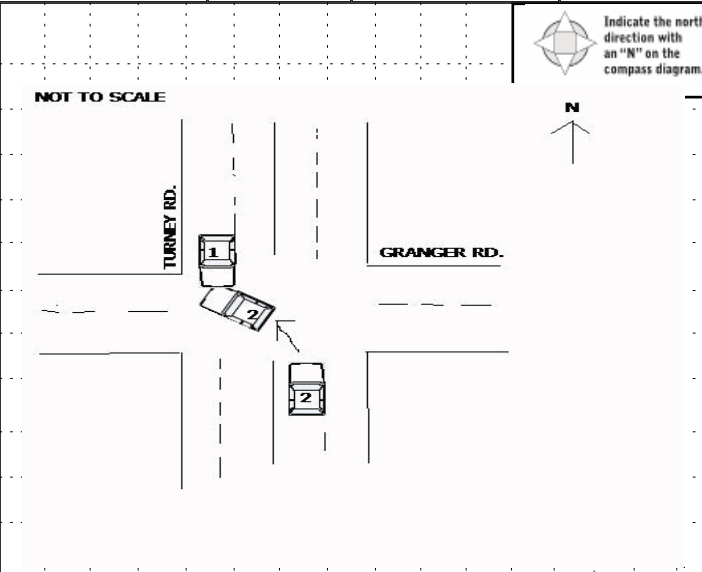 Indicate the north
direction with
an "N" on the
compass diagram.
NOT TO SCALE
N
TURNEY RD.
1
GRANGER RD.
2
2